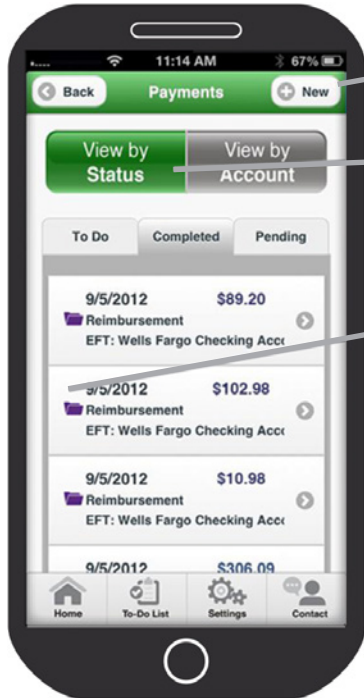 11:14 AM 67%
Back Payments New
View by Status View by Account
To Do Completed Pending
9/5/2012 $89.20
Reimbursement
EFT: Wells Fargo Checking Acc
9/5/2012 $102.98
Reimbursement
EFT: Wells Fargo Checking Acc
9/5/2012 $10.98
Reimbursement
EFT: Wells Fargo Checking Acc
9/5/2012 $306.09
Home To-Do List Settings Contact